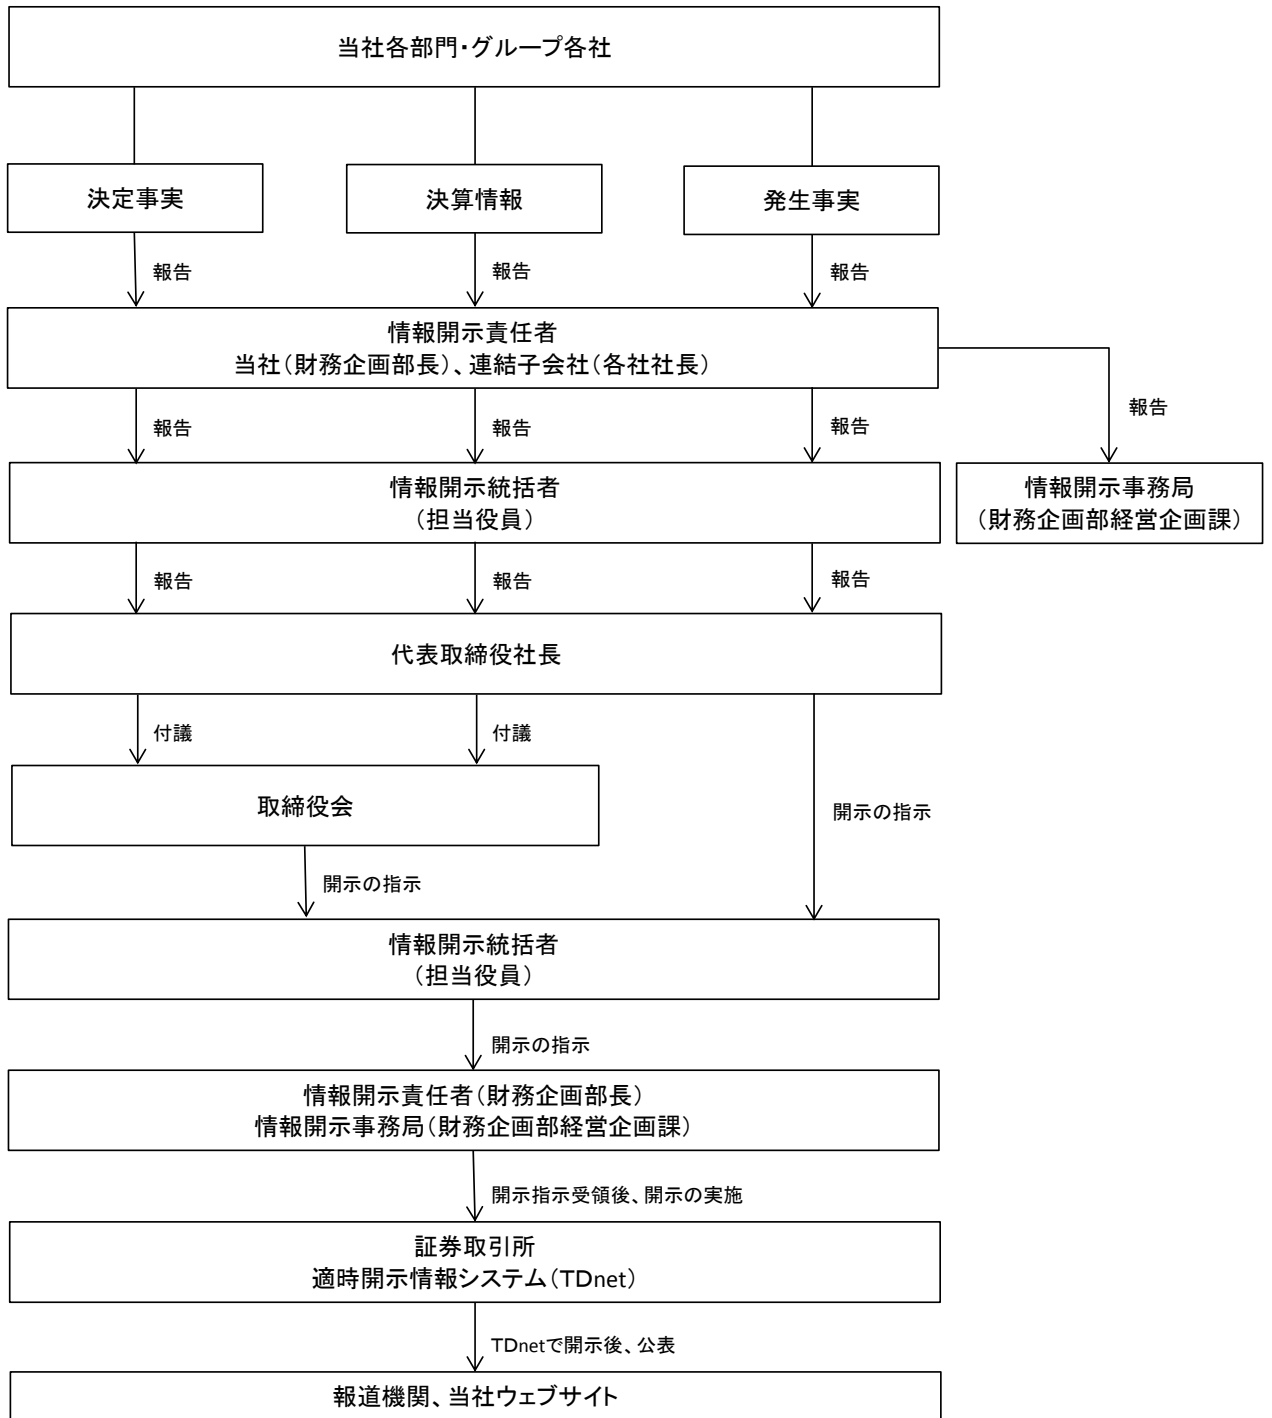 当社各部門・グループ各社
決定事実
決算情報
発生事実
報告
報告
報告
情報開示責任者
当社（財務企画部長）、連結子会社（各社社長）
報告
報告
報告
報告
情報開示統括者
（担当役員）
情報開示事務局
（財務企画部経営企画課）
報告
報告
報告
代表取締役社長
付議
付議
取締役会
開示の指示
開示の指示
情報開示統括者
（担当役員）
開示の指示
情報開示責任者（財務企画部長）
情報開示事務局（財務企画部経営企画課）
開示指示受領後、開示の実施
証券取引所
適時開示情報システム（TDnet）
TDnetで開示後、公表
報道機関、当社ウェブサイト